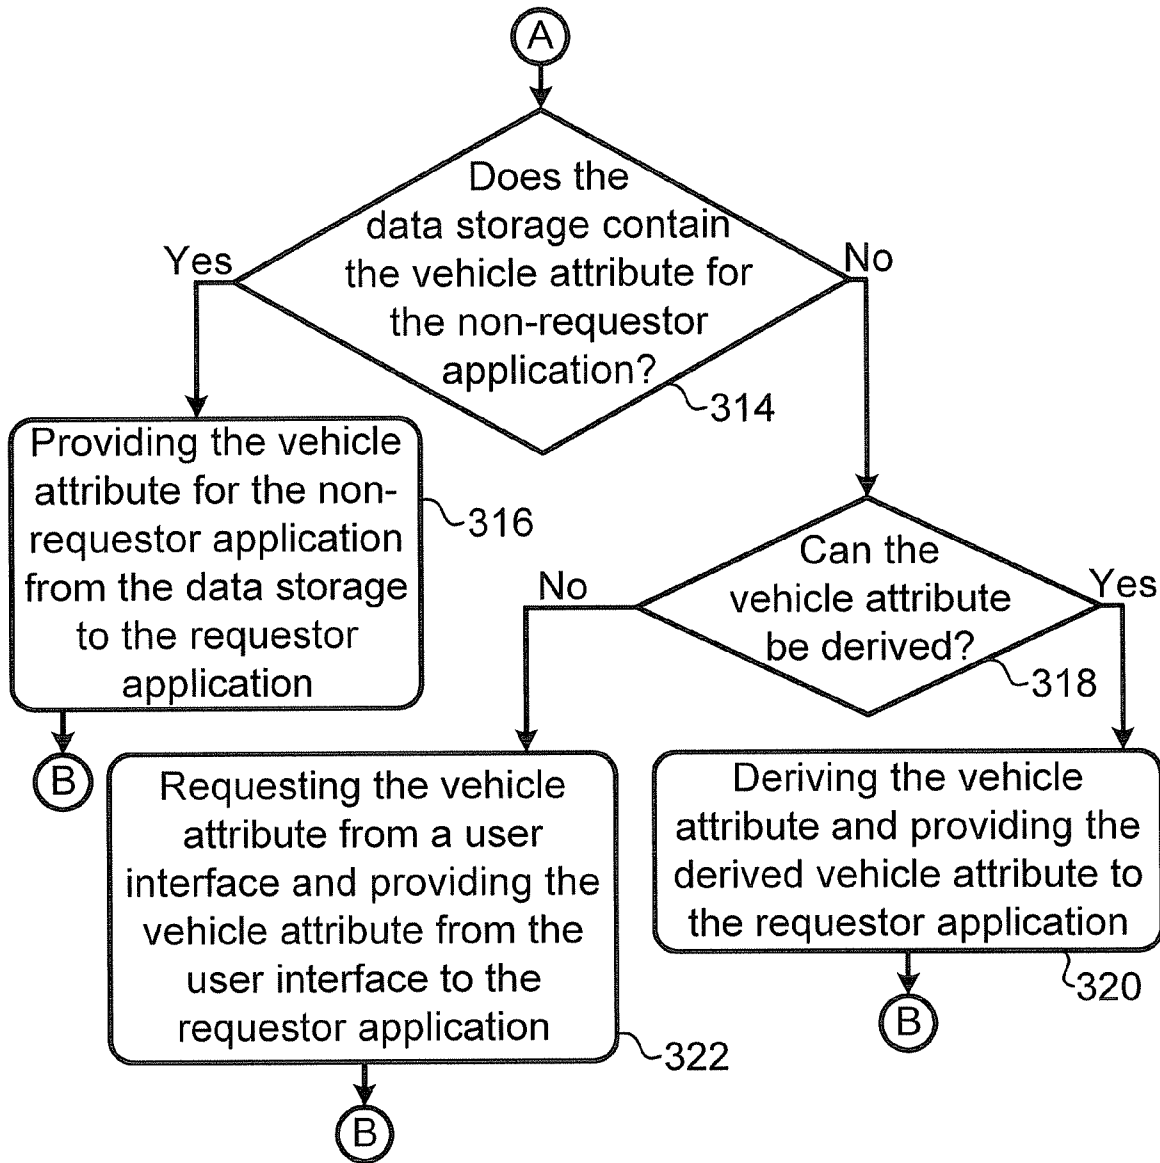 A
Does the
data storage contain
the vehicle attribute for
the non-requestor
application?
314
Yes
No
Providing the vehicle
attribute for the non-
requestor application
from the data storage
to the requestor
application
316
B
Can the
vehicle attribute
be derived?
318
No
Yes
Requesting the vehicle
attribute from a user
interface and providing the
vehicle attribute from the
user interface to the
requestor application
322
B
Deriving the vehicle
attribute and providing the
derived vehicle attribute to
the requestor application
320
B